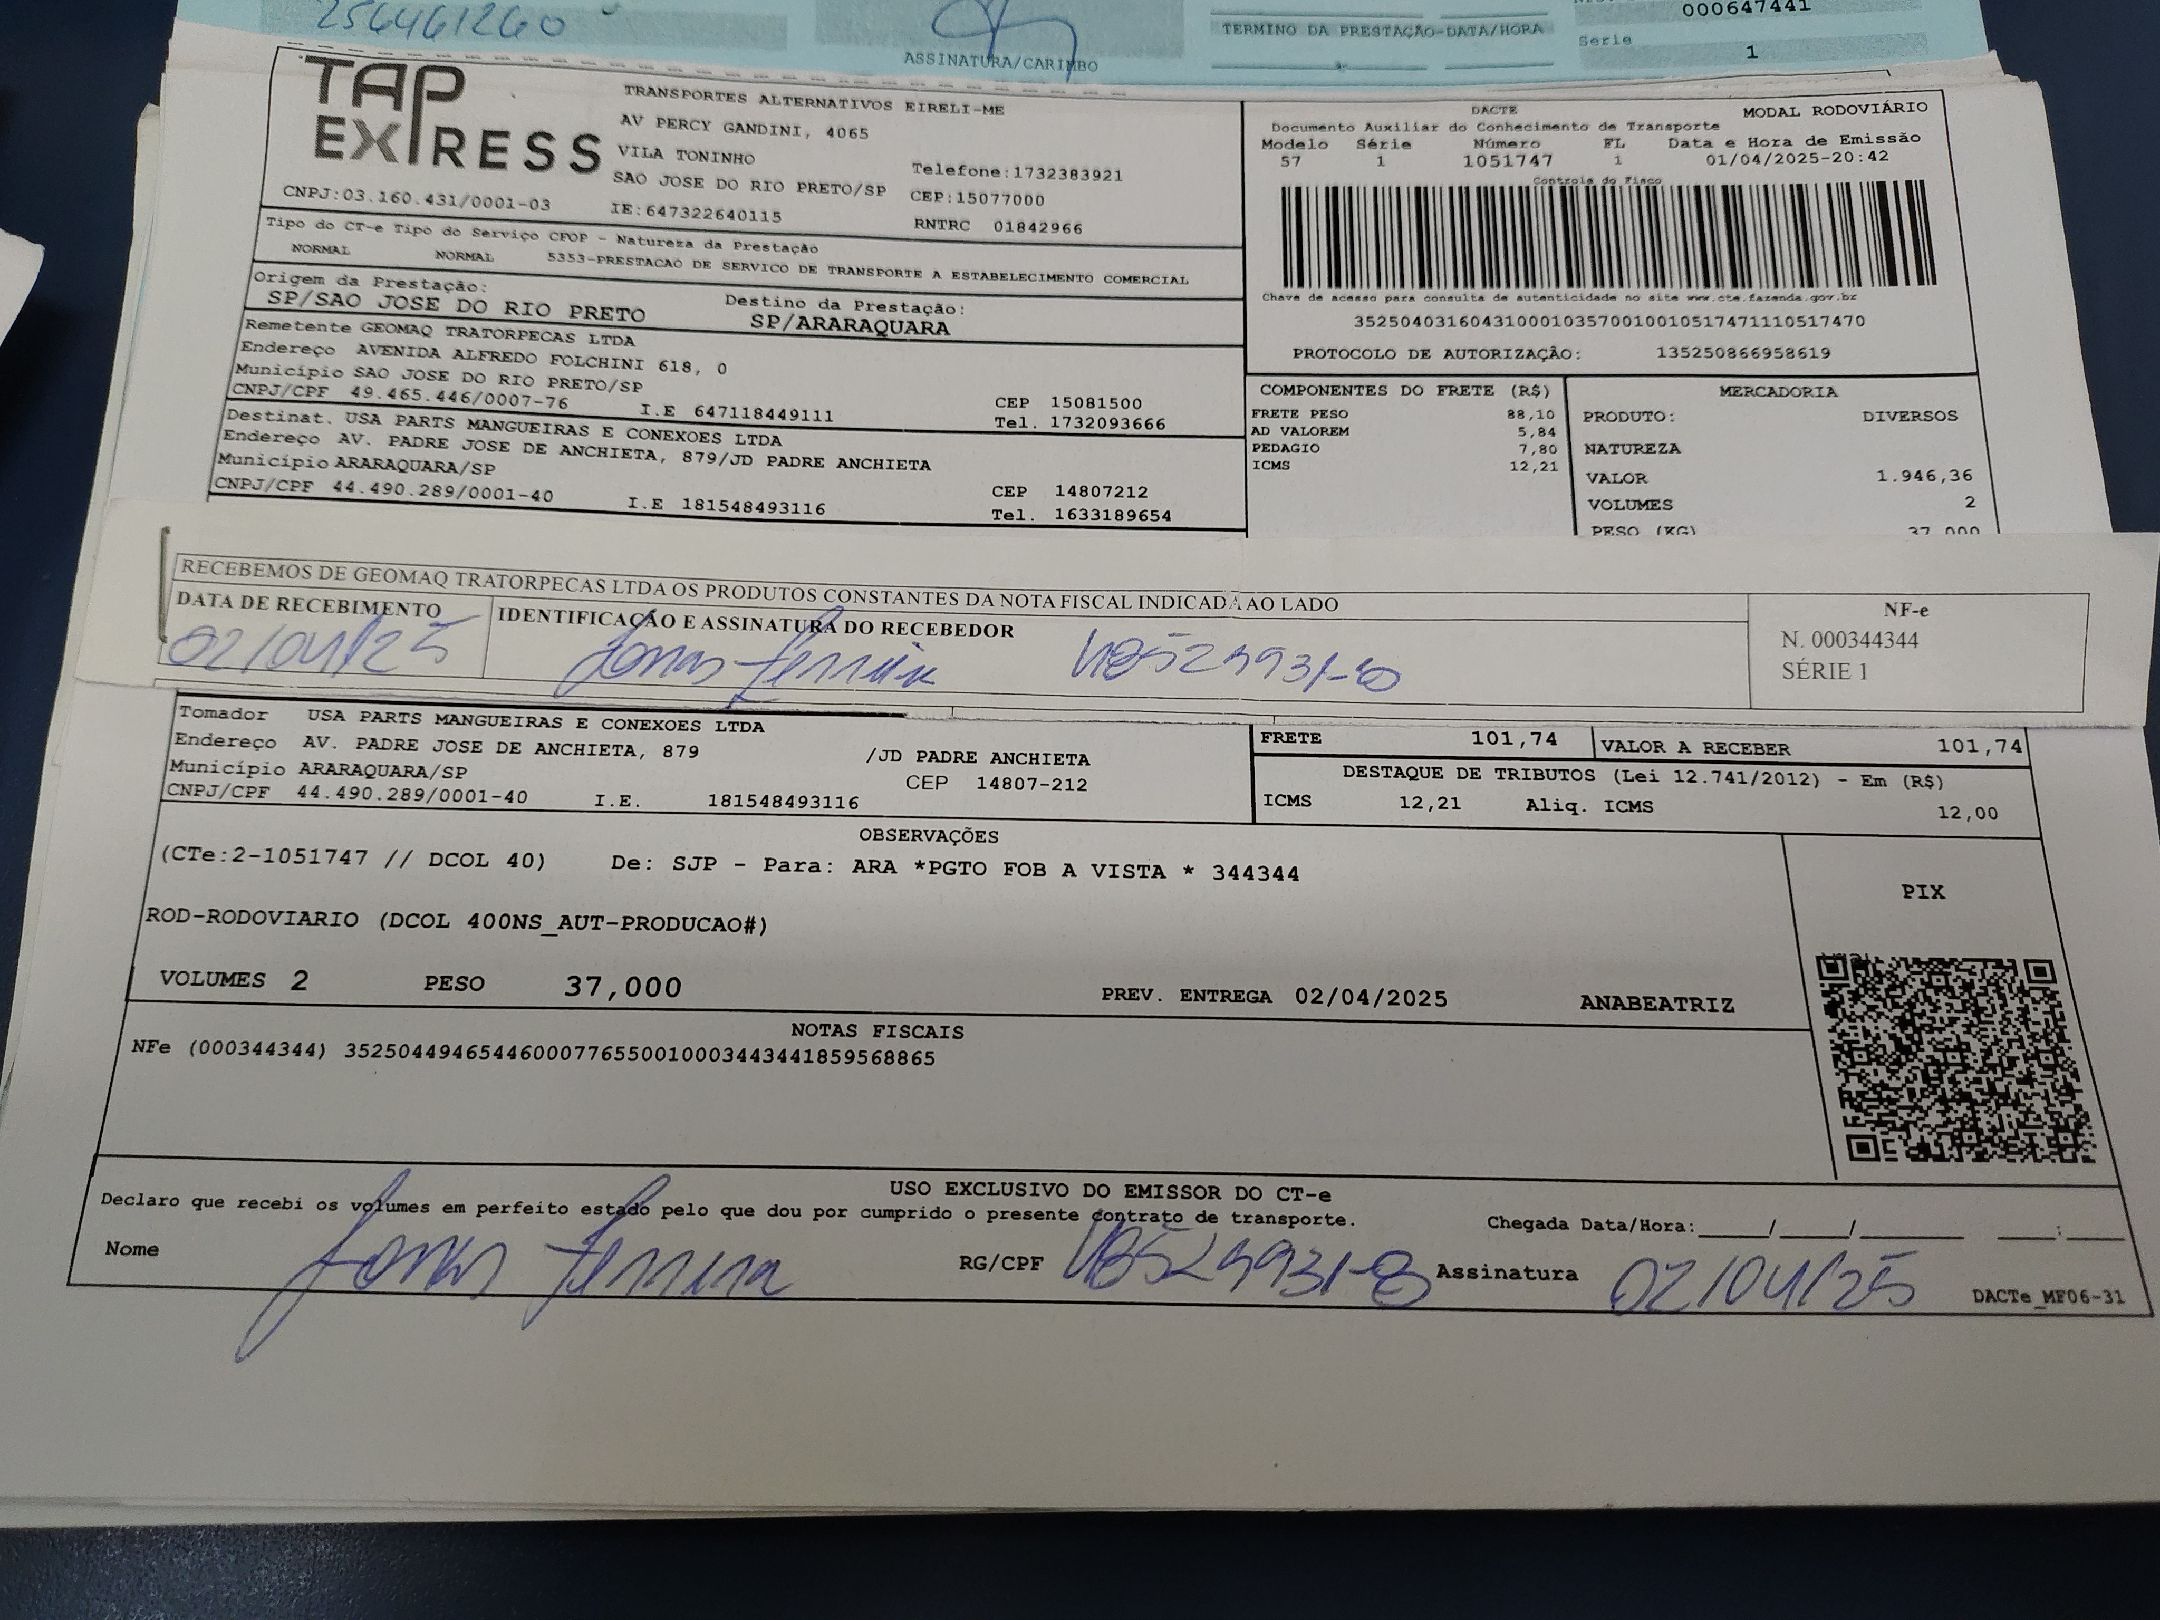 256461260
ASSINATURA/CARIMBO
TERMINO DA PRESTAÇÃO-DATA/HORA
000647441
Serie
1
TAP EXPRESS
TRANSPORTES ALTERNATIVOS EIRELI-ME
AV PERCY GANDINI, 4065
VILA TONINHO
SAO JOSE DO RIO PRETO/SP
Telefone:1732383921
CEP:15077000
CNPJ:03.160.431/0001-03 IE:647322640115 RNTRC 01842966
DACTE MODAL RODOVIÁRIO
Documento Auxiliar do Conhecimento de Transporte
Modelo Série Número FL Data e Hora de Emissão
57 1 1051747 1 01/04/2025-20:42
Controle do Fisco
Chave de acesso para consulta de autenticidade no site www.cte.fazenda.gov.br
35250403160431000103570010010517471110517470
PROTOCOLO DE AUTORIZAÇÃO: 135250866958619
Tipo do CT-e Tipo do Serviço CFOP - Natureza da Prestação
NORMAL NORMAL 5353-PRESTACAO DE SERVICO DE TRANSPORTE A ESTABELECIMENTO COMERCIAL
Origem da Prestação: Destino da Prestação:
SP/SAO JOSE DO RIO PRETO SP/ARARAQUARA
Remetente GEOMAQ TRATORPECAS LTDA
Endereço AVENIDA ALFREDO FOLCHINI 618, 0
Município SAO JOSE DO RIO PRETO/SP CEP 15081500
CNPJ/CPF 49.465.446/0007-76 I.E 647118449111 Tel. 1732093666
Destinat. USA PARTS MANGUEIRAS E CONEXOES LTDA
Endereço AV. PADRE JOSE DE ANCHIETA, 879/JD PADRE ANCHIETA
Município ARARAQUARA/SP CEP 14807212
CNPJ/CPF 44.490.289/0001-40 I.E 181548493116 Tel. 1633189654
COMPONENTES DO FRETE (R$)
FRETE PESO 88,10
AD VALOREM 5,84
PEDAGIO 7,80
ICMS 12,21
MERCADORIA
PRODUTO: DIVERSOS
NATUREZA
VALOR 1.946,36
VOLUMES 2
PESO (KG) 37,000
RECEBEMOS DE GEOMAQ TRATORPECAS LTDA OS PRODUTOS CONSTANTES DA NOTA FISCAL INDICADA AO LADO
DATA DE RECEBIMENTO IDENTIFICAÇÃO E ASSINATURA DO RECEBEDOR
02/04/25 Jonas Ferreira
NF-e
N. 000344344
SÉRIE 1
Tomador USA PARTS MANGUEIRAS E CONEXOES LTDA
Endereço AV. PADRE JOSE DE ANCHIETA, 879 /JD PADRE ANCHIETA
Município ARARAQUARA/SP CEP 14807-212
CNPJ/CPF 44.490.289/0001-40 I.E. 181548493116
FRETE 101,74 VALOR A RECEBER 101,74
DESTAQUE DE TRIBUTOS (Lei 12.741/2012) - Em (R$)
ICMS 12,21 Aliq. ICMS 12,00
OBSERVAÇÕES
(CTe:2-1051747 // DCOL 40) De: SJP - Para: ARA *PGTO FOB A VISTA * 344344
ROD-RODOVIARIO (DCOL 400NS_AUT-PRODUCAO#)
PIX
VOLUMES 2 PESO 37,000 PREV. ENTREGA 02/04/2025 ANABEATRIZ
NOTAS FISCAIS
NFe (000344344) 35250449465446000776550010003443441859568865
USO EXCLUSIVO DO EMISSOR DO CT-e
Declaro que recebi os volumes em perfeito estado pelo que dou por cumprido o presente contrato de transporte. Chegada Data/Hora:____/____/______ ___:___
Nome Jonas Ferreira RG/CPF Assinatura 02/04/25
DACTe_MF06-31